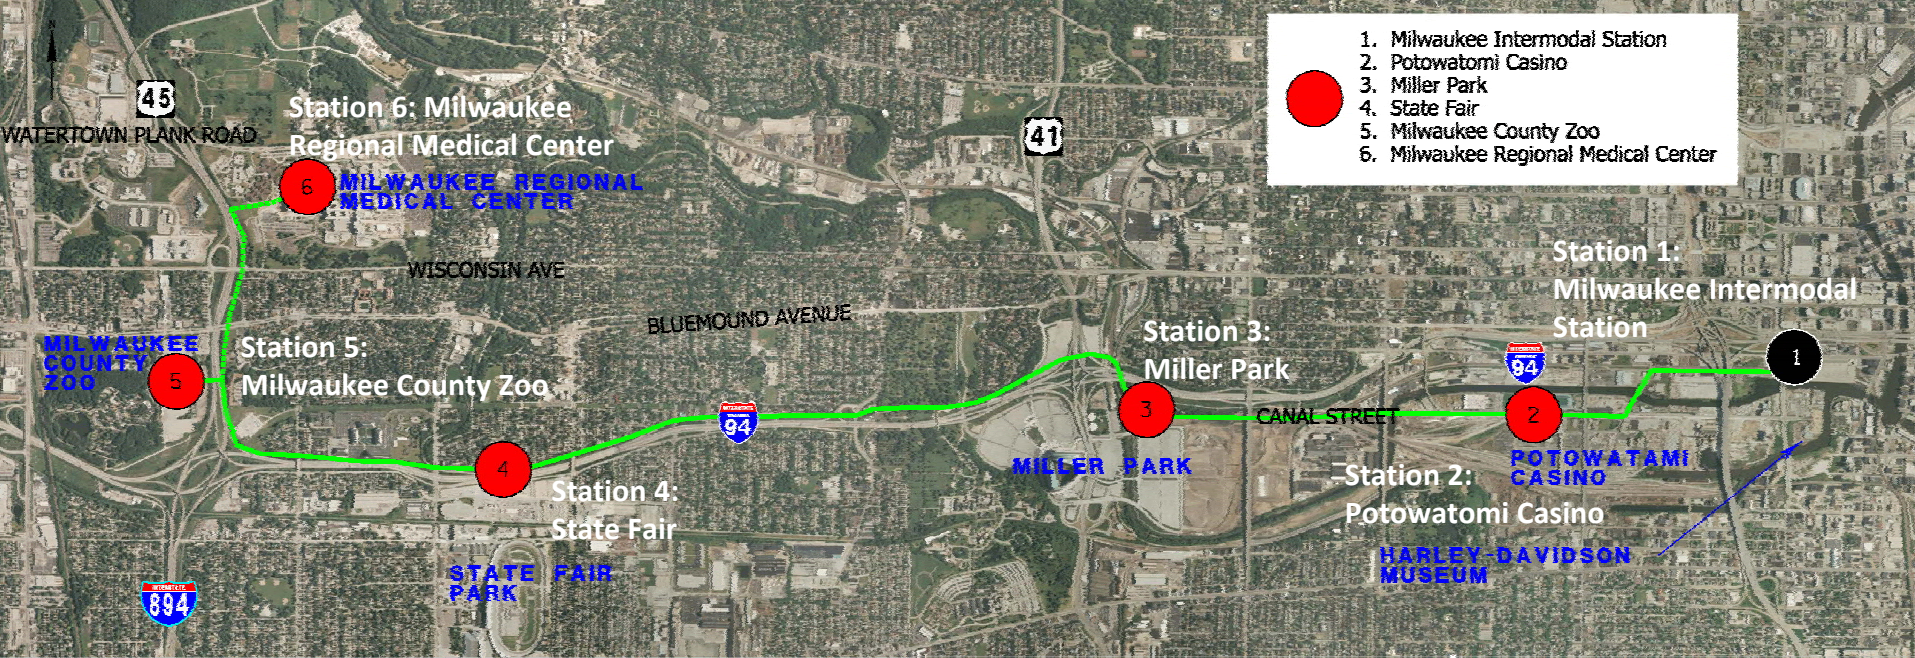 N
45
WATERTOWN PLANK ROAD
Station 6: Milwaukee
Regional Medical Center
6
MILWAUKEE REGIONAL
MEDICAL CENTER
41
1. Milwaukee Intermodal Station
2. Potowatomi Casino
3. Miller Park
4. State Fair
5. Milwaukee County Zoo
6. Milwaukee Regional Medical Center
WISCONSIN AVE
BLUEMOUND AVENUE
Station 1:
Milwaukee Intermodal
Station
1
MILWAUKEE
COUNTY
ZOO
5
Station 5:
Milwaukee County Zoo
Station 3:
Miller Park
3
INTERSTATE
94
CANAL STREET
2
POTOWATAMI
CASINO
INTERSTATE
94
MILLER PARK
4
Station 4:
State Fair
Station 2:
Potowatomi Casino
HARLEY-DAVIDSON
MUSEUM
STATE FAIR
PARK
INTERSTATE
894